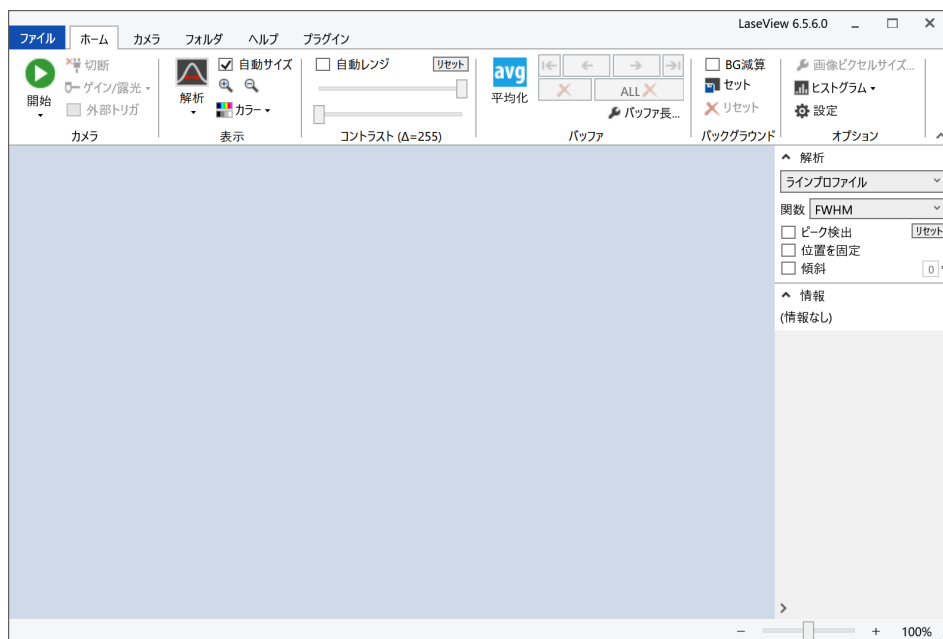 LaseView 6.5.6.0
ファイル ホーム カメラ フォルダ ヘルプ プラグイン
開始
切断
ゲイン/露光
外部トリガ
カメラ
解析
自動サイズ
カラー
表示
自動レンジ リセット
コントラスト (Δ=255)
avg
平均化
ALL
バッファ長...
バッファ
BG減算
セット
リセット
バックグラウンド
画像ピクセルサイズ...
ヒストグラム
設定
オプション
解析
ラインプロファイル
関数 FWHM
ピーク検出 リセット
位置を固定
傾斜 0
情報
(情報なし)
100%